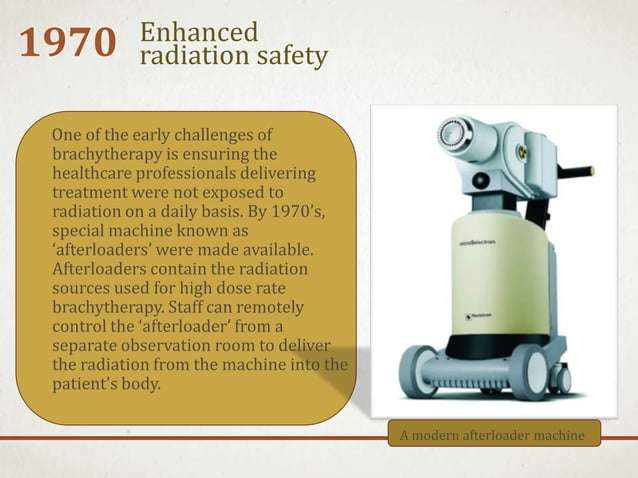 1970
Enhanced
radiation safety
One of the early challenges of
brachytherapy is ensuring the
healthcare professionals delivering
treatment were not exposed to
radiation on a daily basis. By 1970’s,
special machine known as
‘afterloaders’ were made available.
Afterloaders contain the radiation
sources used for high dose rate
brachytherapy. Staff can remotely
control the ‘afterloader’ from a
separate observation room to deliver
the radiation from the machine into the
patient’s body.
microSelectron
Nucletron
A modern afterloader machine